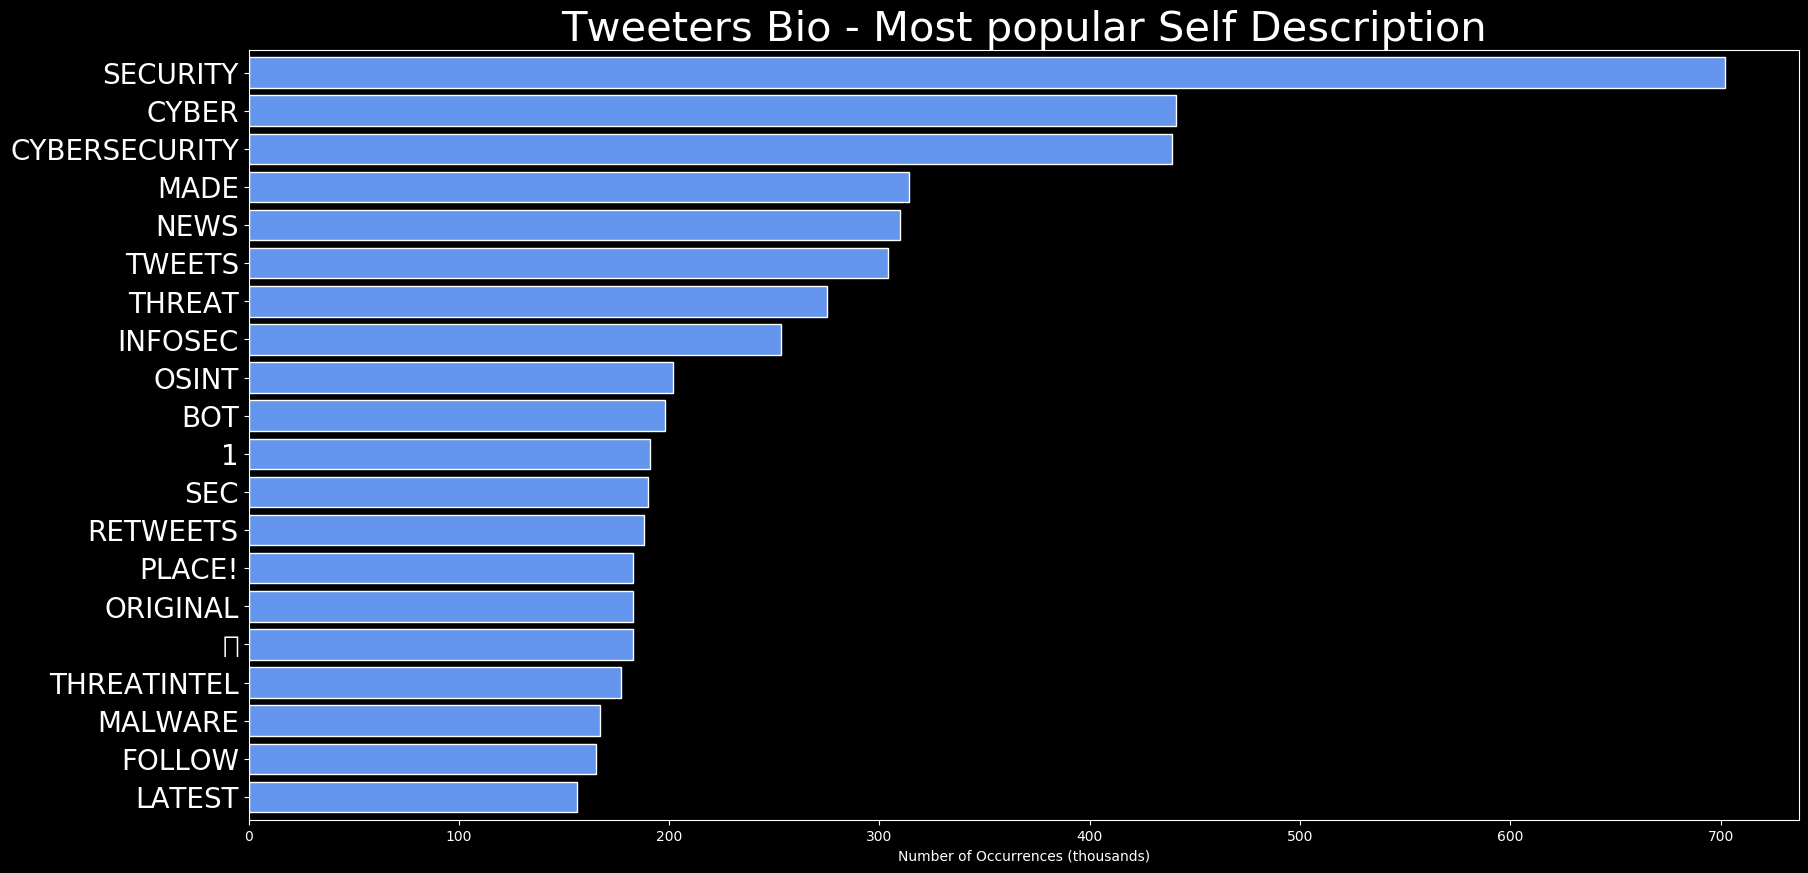 Tweeters Bio - Most popular Self Description
SECURITY
CYBER
CYBERSECURITY
MADE
NEWS
TWEETS
THREAT
INFOSEC
OSINT
BOT
1
SEC
RETWEETS
PLACE!
ORIGINAL
THREATINTEL
MALWARE
FOLLOW
LATEST
0 100 200 300 400 500 600 700
Number of Occurrences (thousands)